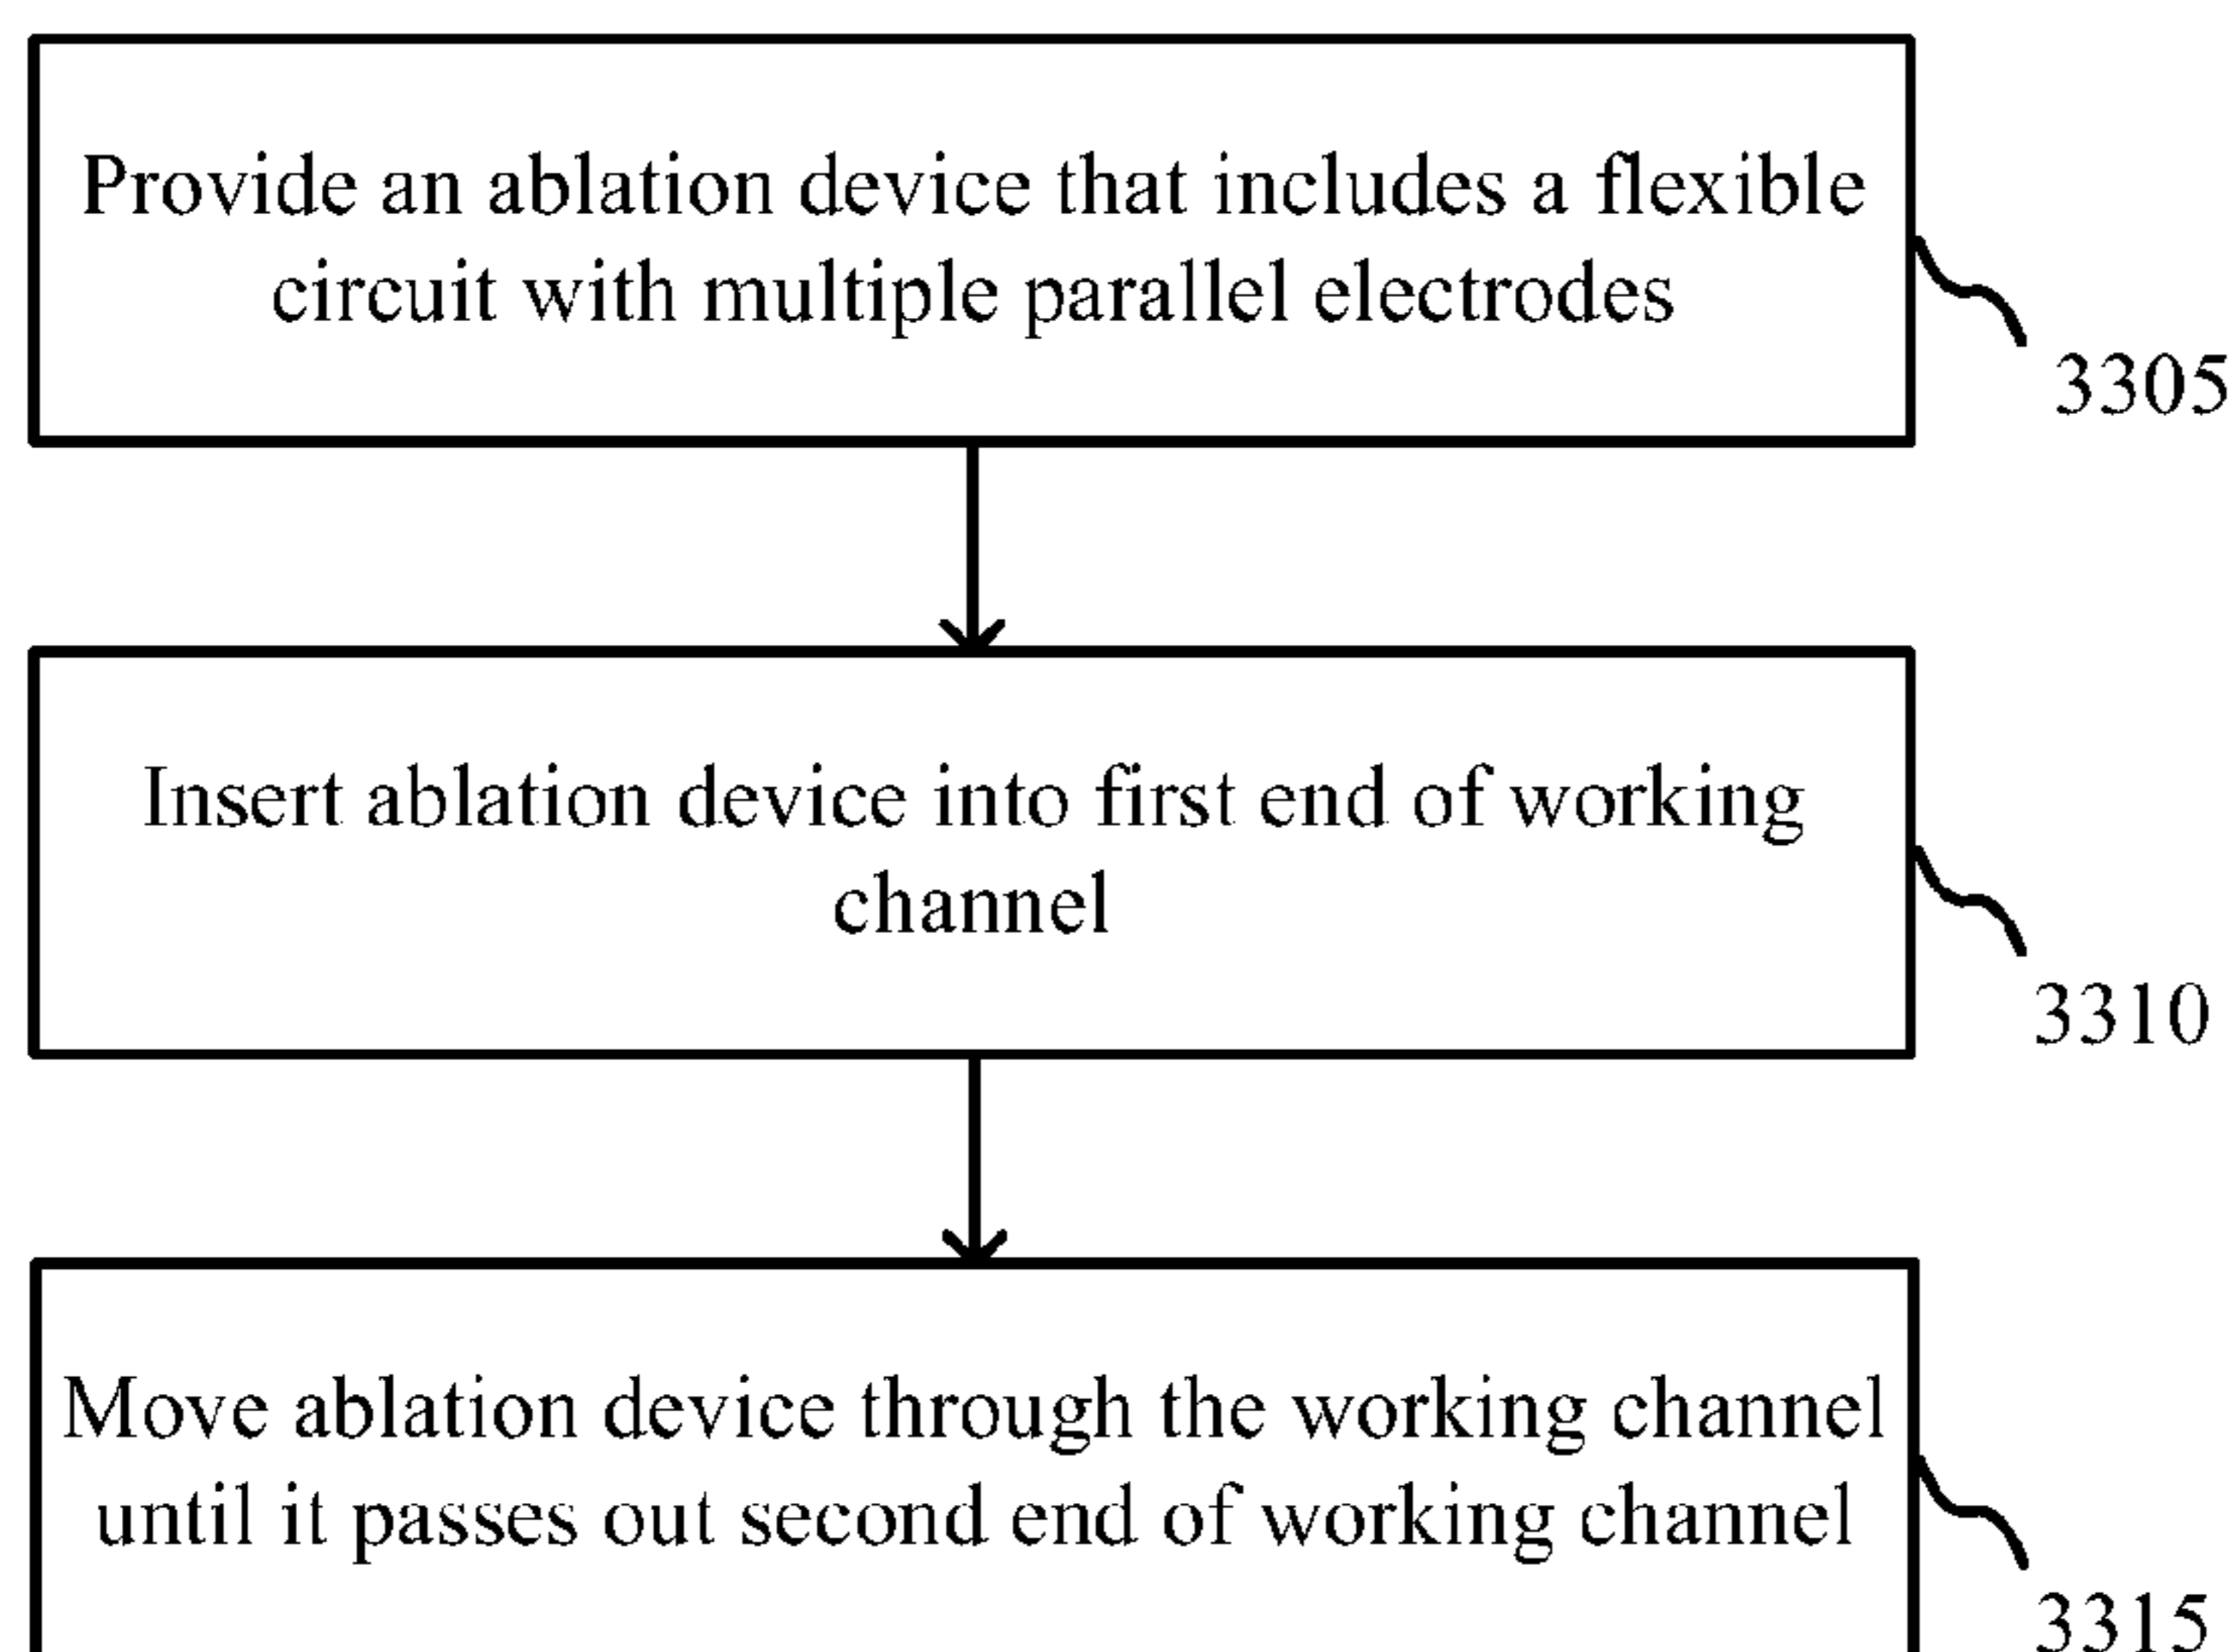 Provide an ablation device that includes a flexible
circuit with multiple parallel electrodes
3305
Insert ablation device into first end of working
channel
3310
Move ablation device through the working channel
until it passes out second end of working channel
3315